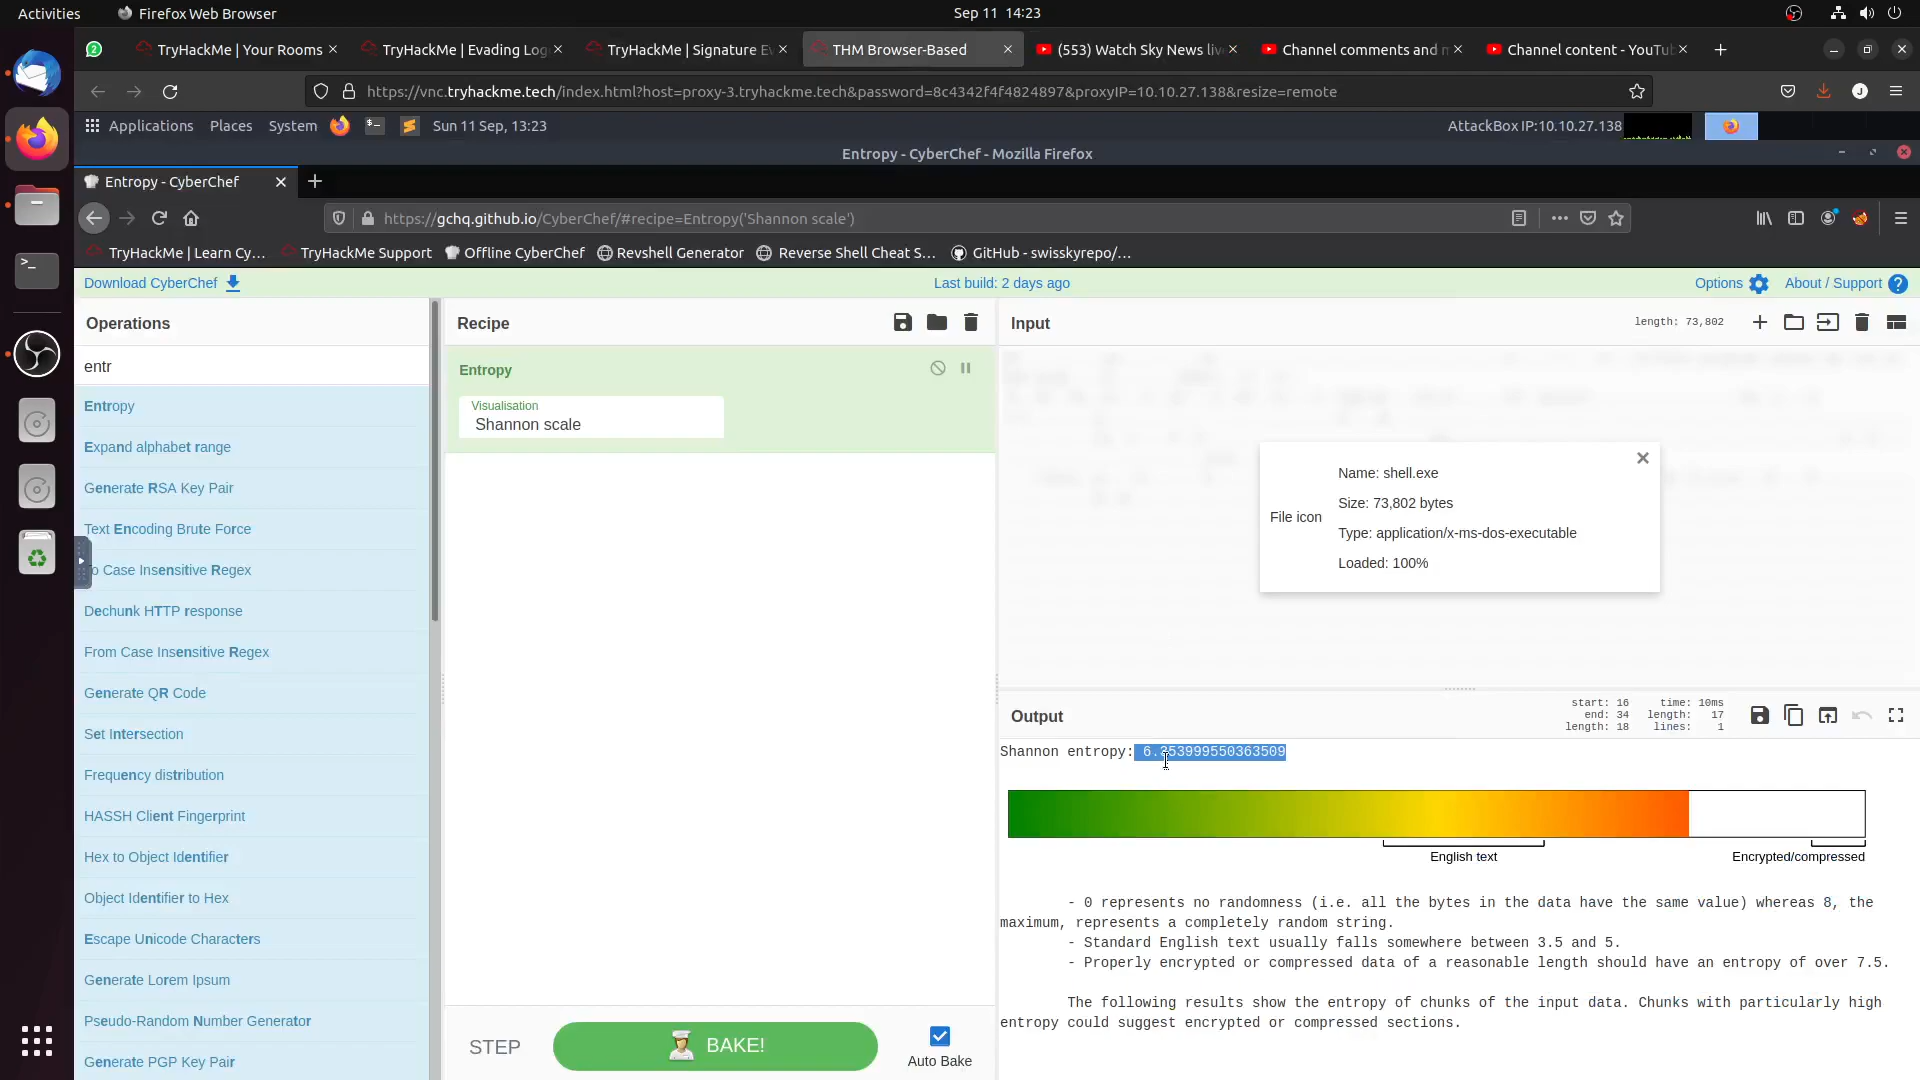 Activities
Firefox Web Browser
Sep 11 14:23
2
TryHackMe | Your Rooms
TryHackMe | Evading Log
TryHackMe | Signature Ev
THM Browser-Based
(553) Watch Sky News live
Channel comments and m
Channel content - YouTub
https://vnc.tryhackme.tech/index.html?host=proxy-3.tryhackme.tech&password=8c4342f4f4824897&proxyIP=10.10.27.138&resize=remote
J
Applications
Places
System
Sun 11 Sep, 13:23
AttackBox IP:10.10.27.138
Entropy - CyberChef - Mozilla Firefox
Entropy - CyberChef
https://gchq.github.io/CyberChef/#recipe=Entropy('Shannon scale')
TryHackMe | Learn Cy…
TryHackMe Support
Offline CyberChef
Revshell Generator
Reverse Shell Cheat S…
GitHub - swisskyrepo/…
Download CyberChef
Last build: 2 days ago
Options
About / Support
Operations
entr
Entropy
Expand alphabet range
Generate RSA Key Pair
Text Encoding Brute Force
To Case Insensitive Regex
Dechunk HTTP response
From Case Insensitive Regex
Generate QR Code
Set Intersection
Frequency distribution
HASSH Client Fingerprint
Hex to Object Identifier
Object Identifier to Hex
Escape Unicode Characters
Generate Lorem Ipsum
Pseudo-Random Number Generator
Generate PGP Key Pair
Recipe
Entropy
Visualisation
Shannon scale
STEP
BAKE!
Auto Bake
Input
length: 73,802
File icon
Name: shell.exe
Size: 73,802 bytes
Type: application/x-ms-dos-executable
Loaded: 100%
Output
start: 16 time: 10ms
end: 34 length: 17
length: 18 lines: 1
Shannon entropy: 6.353999550363509
English text
Encrypted/compressed
- 0 represents no randomness (i.e. all the bytes in the data have the same value) whereas 8, the
maximum, represents a completely random string.
- Standard English text usually falls somewhere between 3.5 and 5.
- Properly encrypted or compressed data of a reasonable length should have an entropy of over 7.5.
The following results show the entropy of chunks of the input data. Chunks with particularly high
entropy could suggest encrypted or compressed sections.